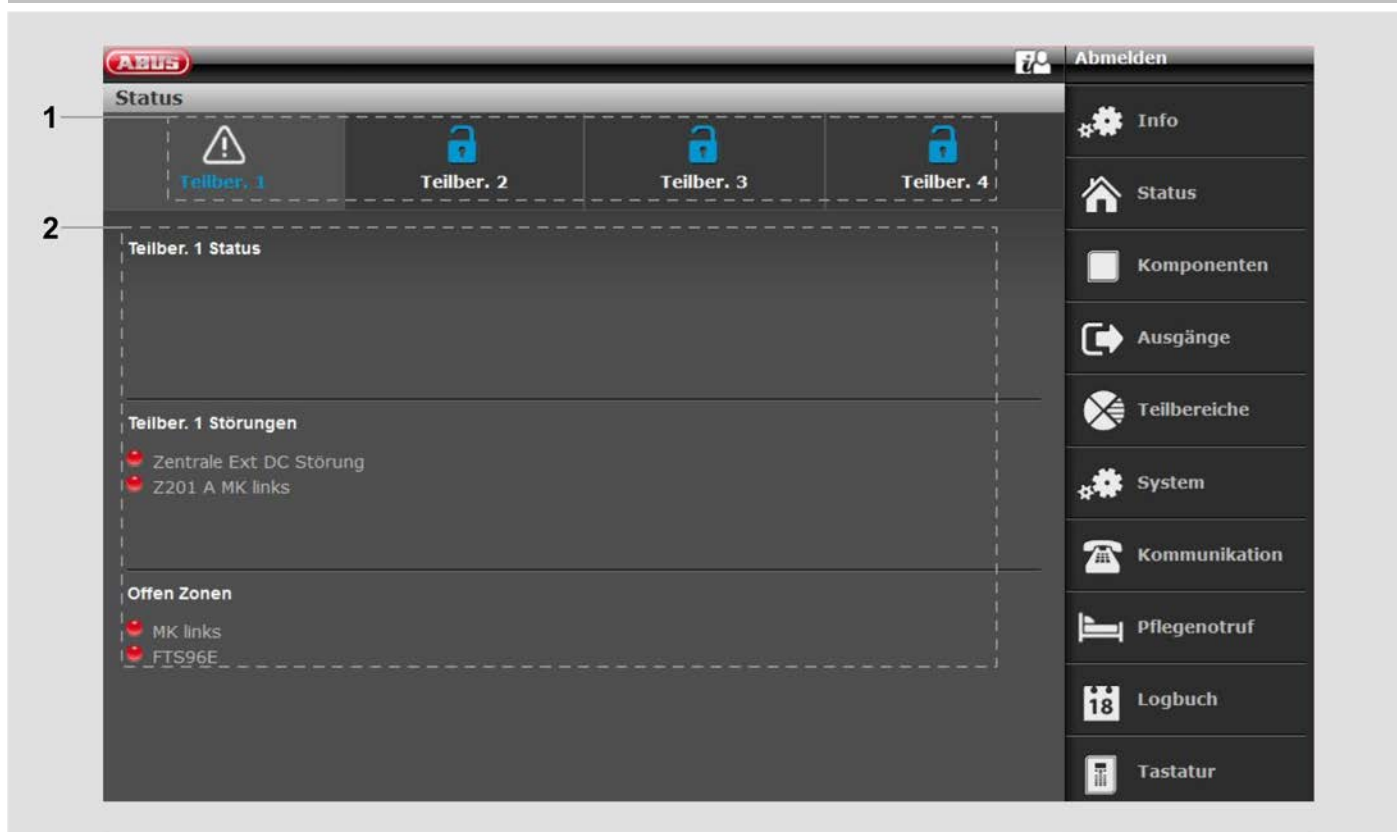 ABUS
Abmelden
Status
1
Teilber. 1
Teilber. 2
Teilber. 3
Teilber. 4
2
Teilber. 1 Status
Teilber. 1 Störungen
Zentrale Ext DC Störung
Z201 A MK links
Offen Zonen
MK links
FTS96E
Info
Status
Komponenten
Ausgänge
Teilbereiche
System
Kommunikation
Pflegenotruf
18
Logbuch
Tastatur